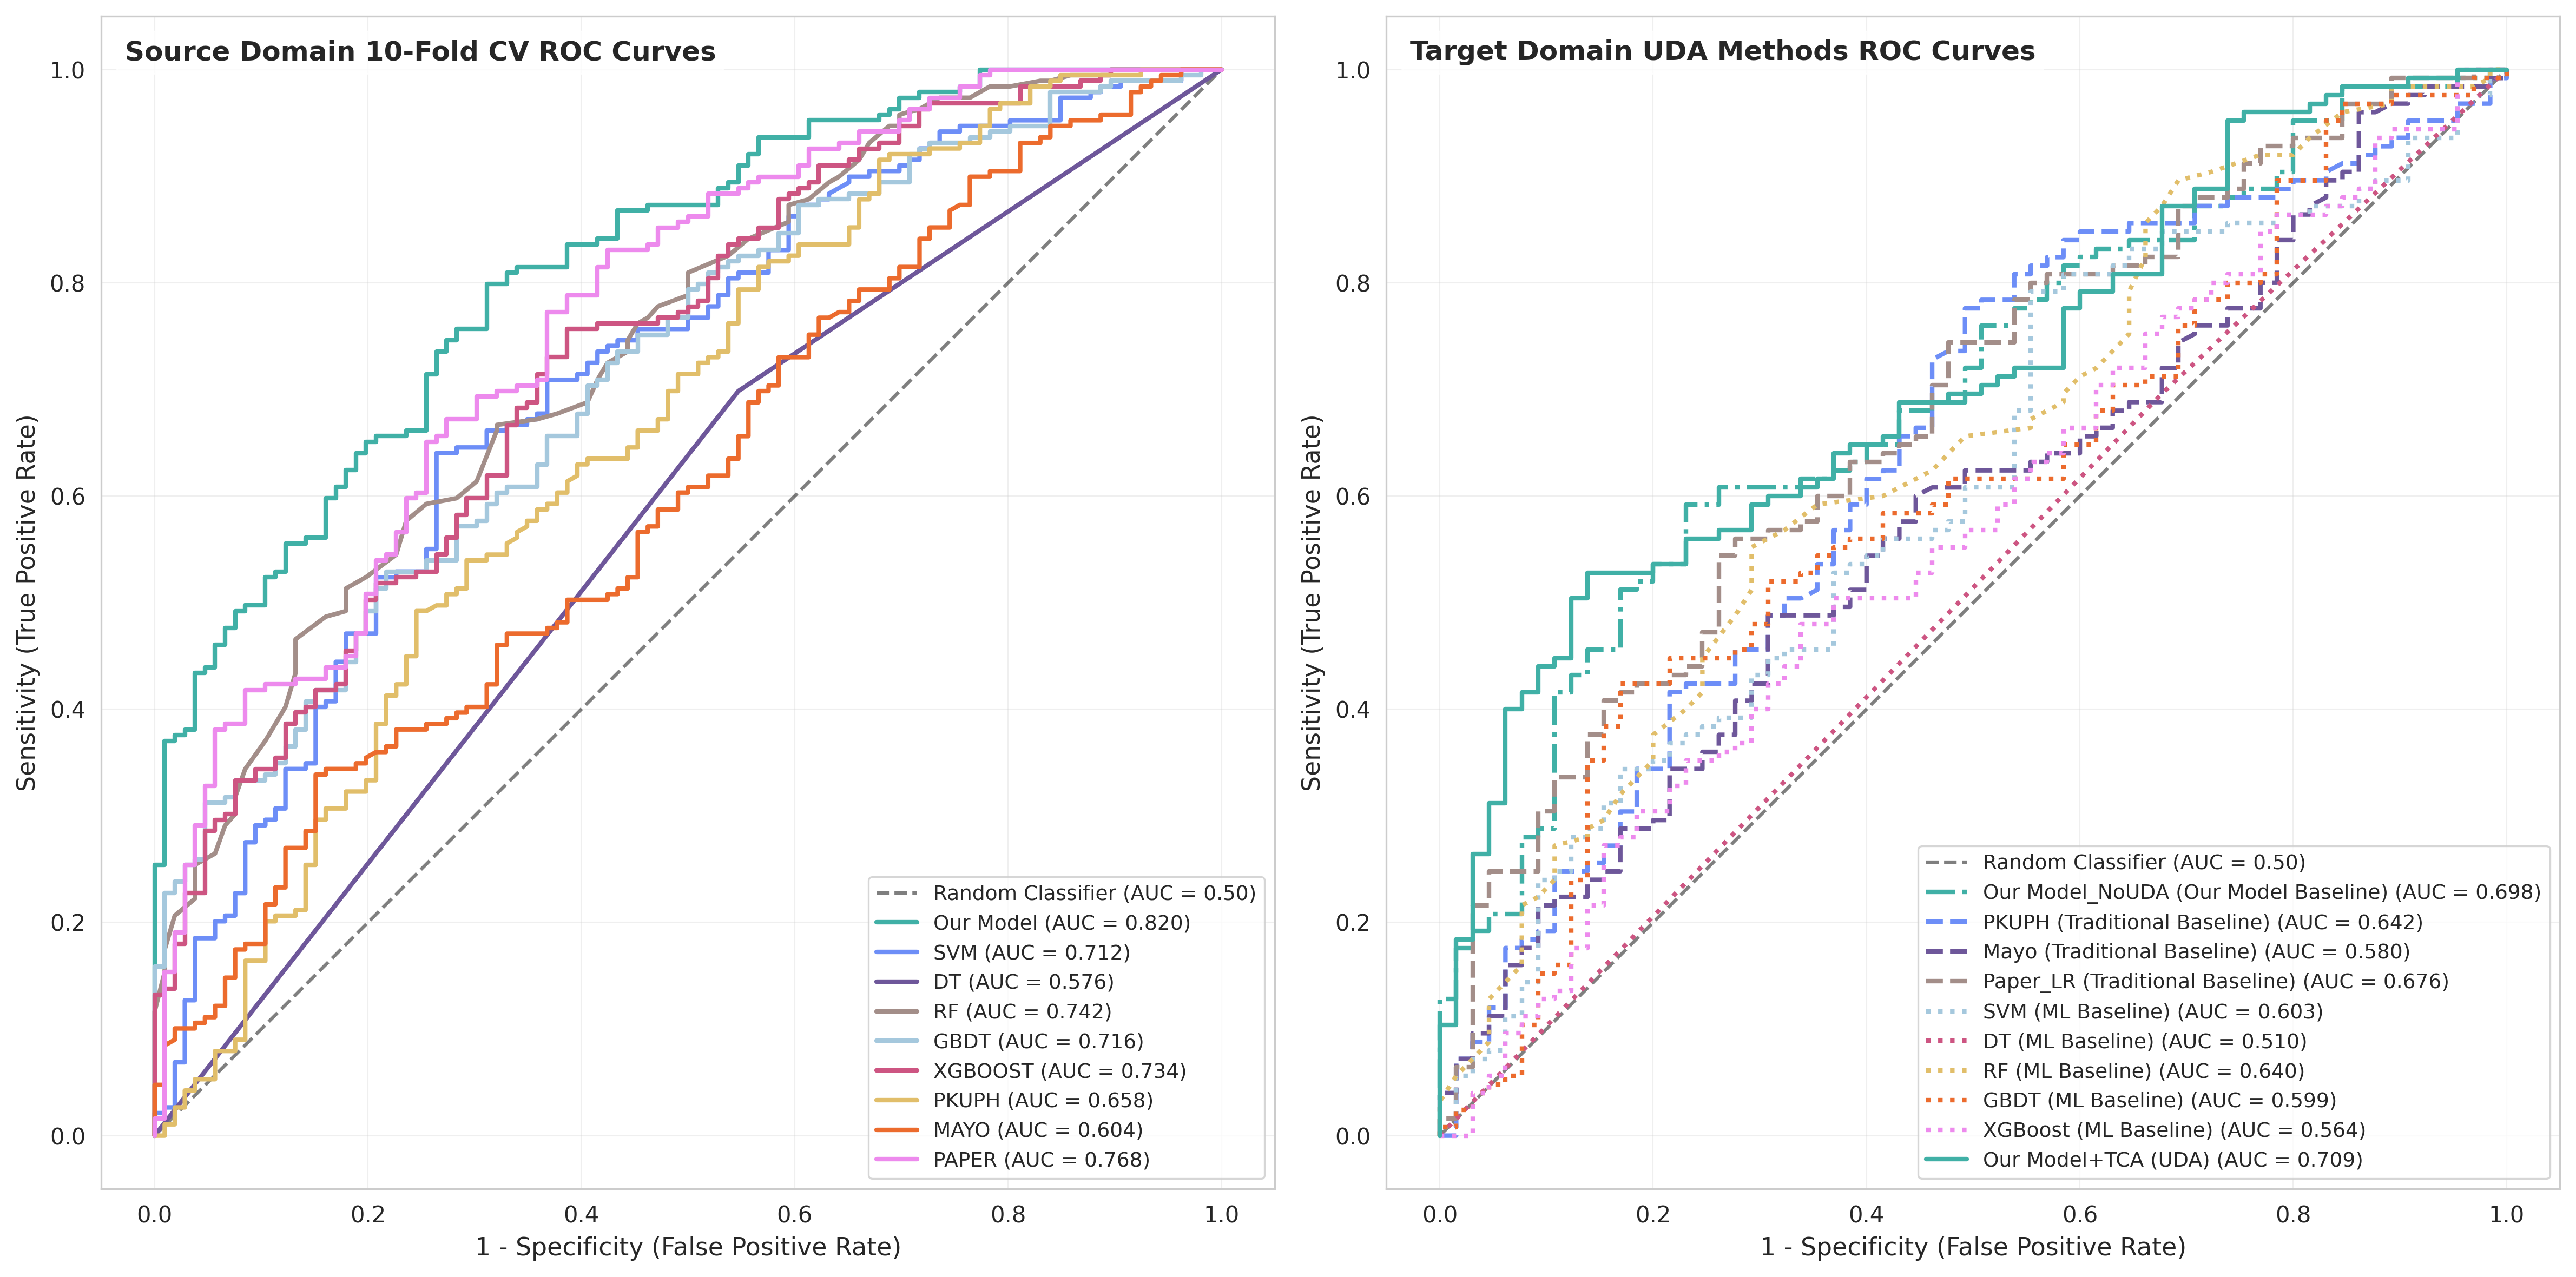 Source Domain 10-Fold CV ROC Curves
Sensitivity (True Positive Rate)
1.0
0.8
0.6
0.4
0.2
0.0
Random Classifier (AUC = 0.50)
Our Model (AUC = 0.820)
SVM (AUC = 0.712)
DT (AUC = 0.576)
RF (AUC = 0.742)
GBDT (AUC = 0.716)
XGBOOST (AUC = 0.734)
PKUPH (AUC = 0.658)
MAYO (AUC = 0.604)
PAPER (AUC = 0.768)
0.0 0.2 0.4 0.6 0.8 1.0
1 - Specificity (False Positive Rate)
Target Domain UDA Methods ROC Curves
Sensitivity (True Positive Rate)
1.0
0.8
0.6
0.4
0.2
0.0
Random Classifier (AUC = 0.50)
Our Model_NoUDA (Our Model Baseline) (AUC = 0.698)
PKUPH (Traditional Baseline) (AUC = 0.642)
Mayo (Traditional Baseline) (AUC = 0.580)
Paper_LR (Traditional Baseline) (AUC = 0.676)
SVM (ML Baseline) (AUC = 0.603)
DT (ML Baseline) (AUC = 0.510)
RF (ML Baseline) (AUC = 0.640)
GBDT (ML Baseline) (AUC = 0.599)
XGBoost (ML Baseline) (AUC = 0.564)
Our Model+TCA (UDA) (AUC = 0.709)
0.0 0.2 0.4 0.6 0.8 1.0
1 - Specificity (False Positive Rate)